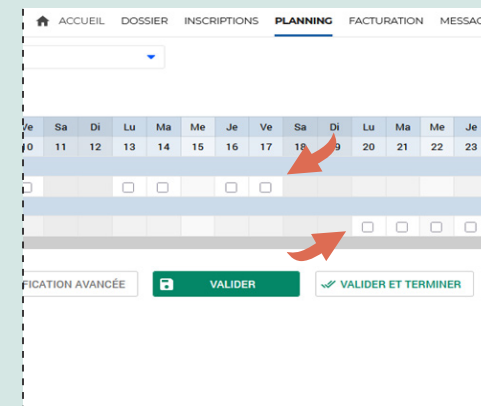 ACCUEIL DOSSIER INSCRIPTIONS PLANNING FACTURATION MESSAG
Ve Sa Di Lu Ma Me Je Ve Sa Di Lu Ma Me Je
10 11 12 13 14 15 16 17 18 19 20 21 22 23
FICATION AVANCÉE VALIDER VALIDER ET TERMINER